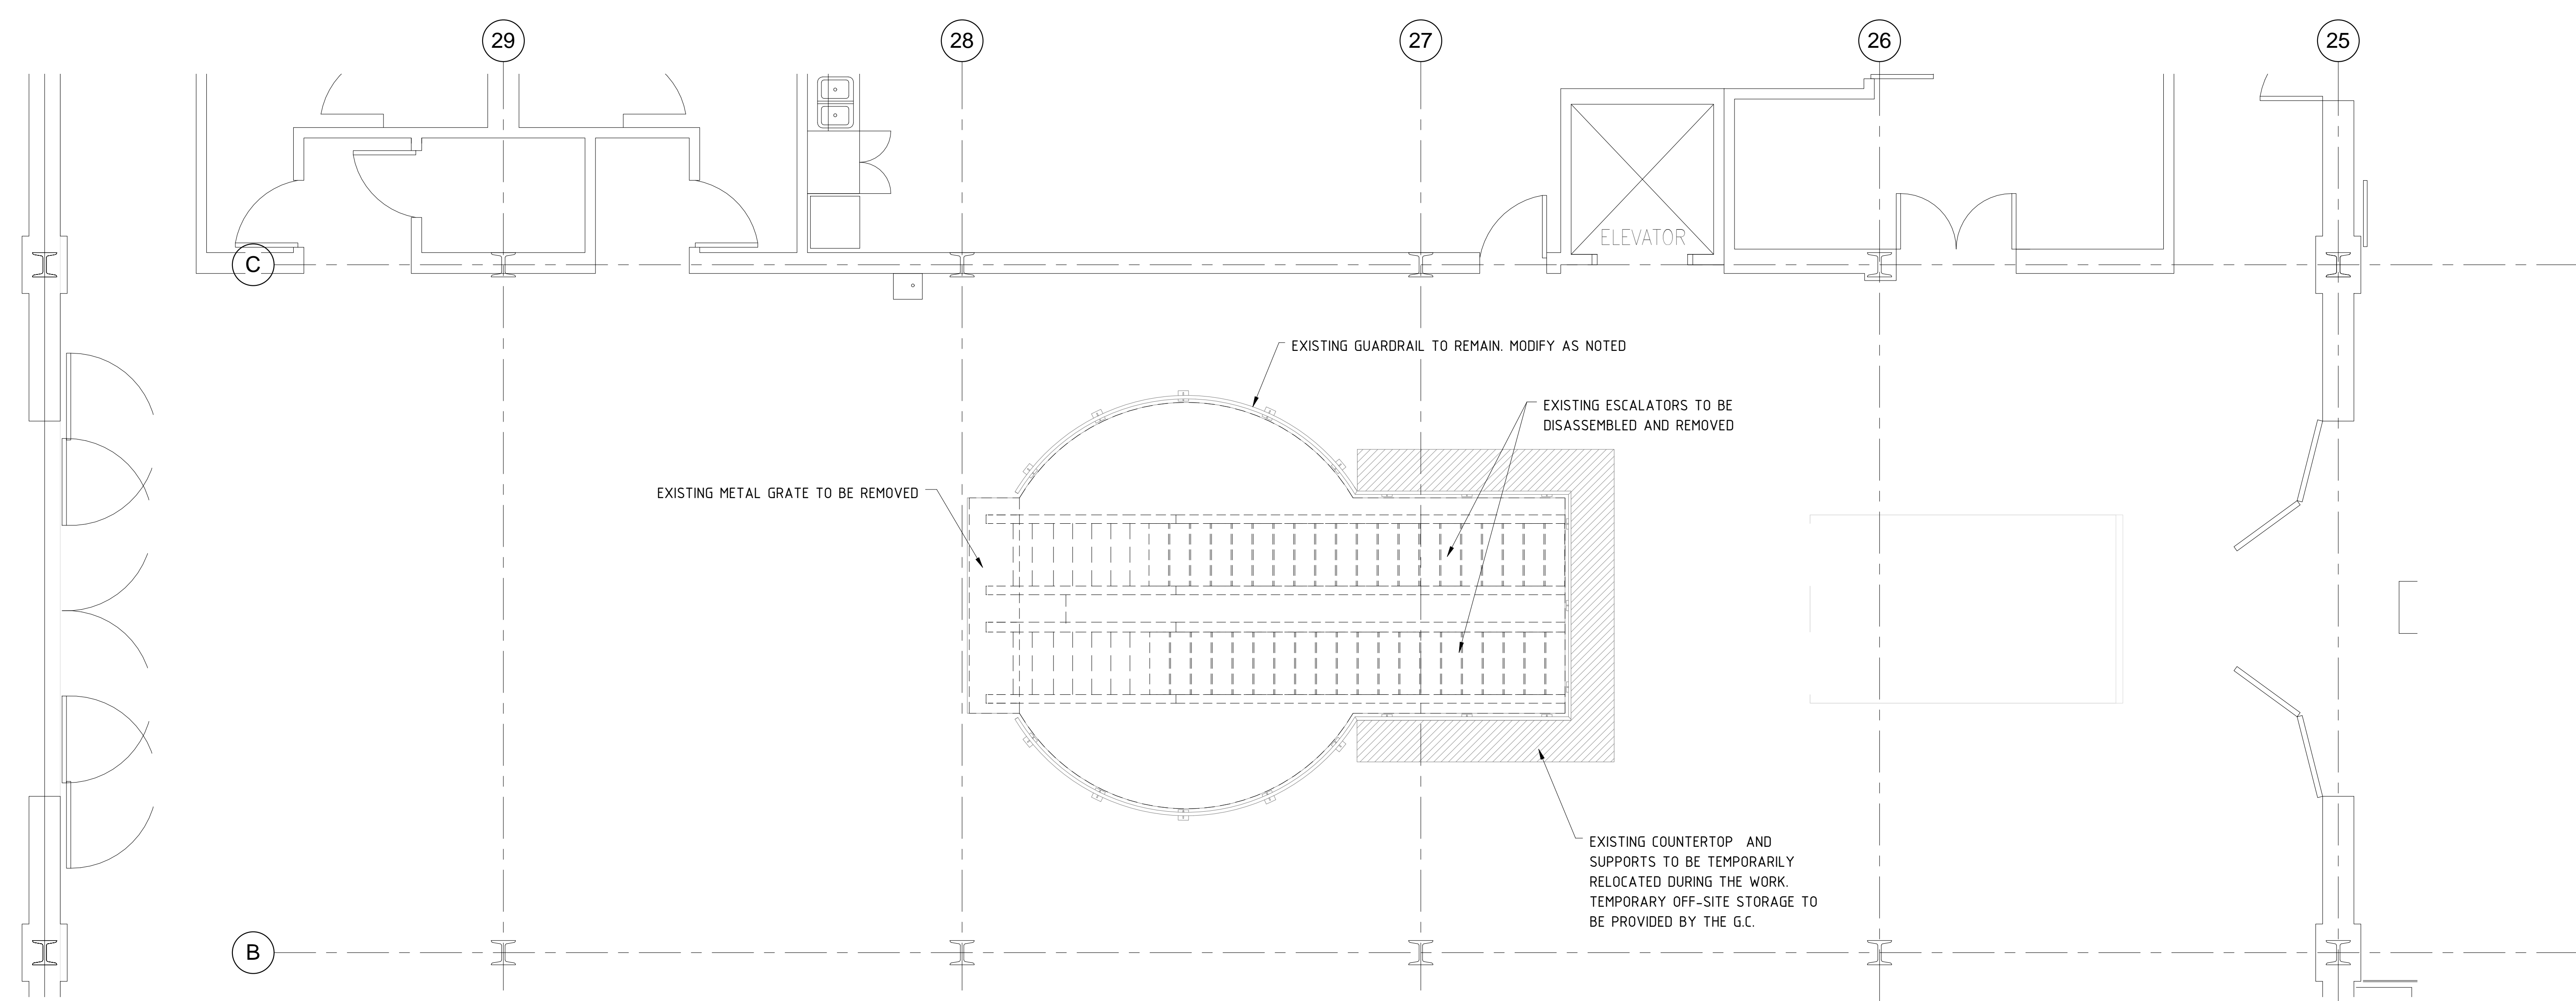 29
28
27
26
25
ELEVATOR
C
EXISTING GUARDRAIL TO REMAIN. MODIFY AS NOTED
EXISTING ESCALATORS TO BE
DISASSEMBLED AND REMOVED
EXISTING METAL GRATE TO BE REMOVED
EXISTING COUNTERTOP AND
SUPPORTS TO BE TEMPORARILY
RELOCATED DURING THE WORK.
TEMPORARY OFF-SITE STORAGE TO
BE PROVIDED BY THE G.C.
B